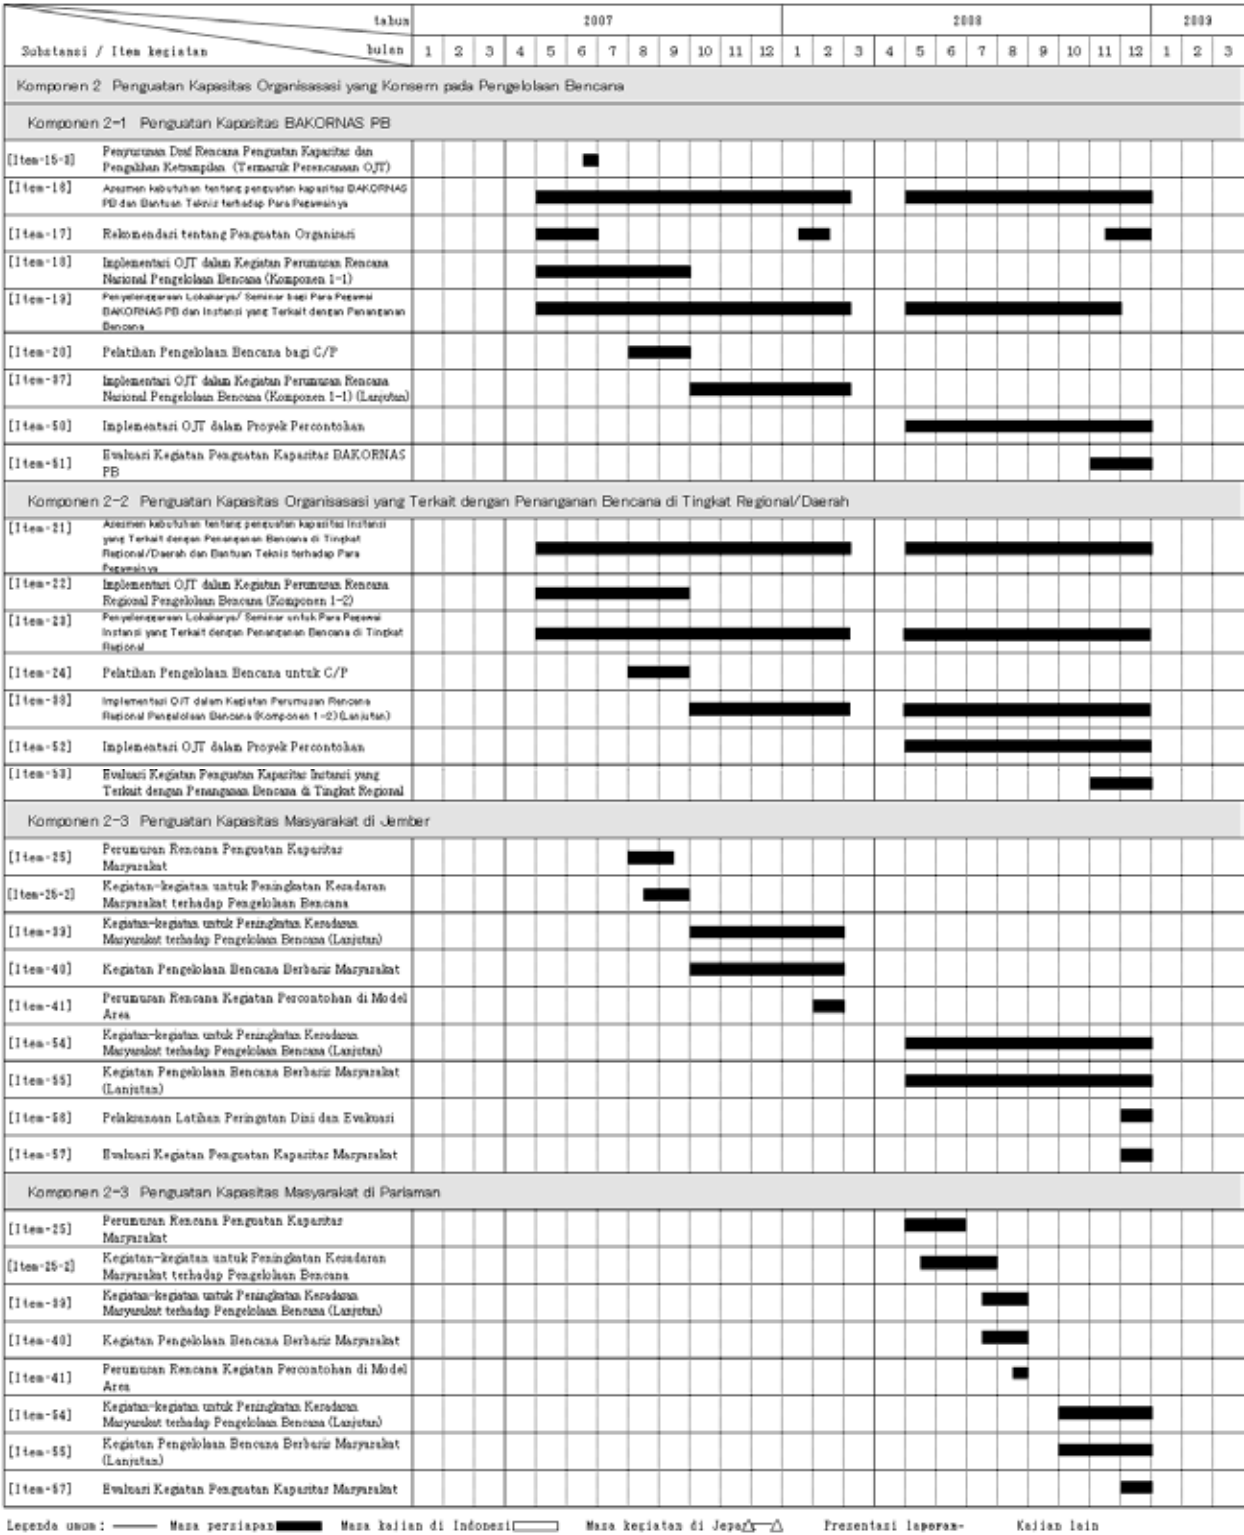 tahun 2007 2008 2009
Substansi / Item kegiatan bulan 1 2 3 4 5 6 7 8 9 10 11 12 1 2 3 4 5 6 7 8 9 10 11 12 1 2 3
Komponen 2 Penguatan Kapasitas Organisasasi yang Konsern pada Pengelolaan Bencana
Komponen 2-1 Penguatan Kapasitas BAKORNAS PB
[Item-15-3] Penyusunan Draf Rencana Penguatan Kapasitas dan
Pengalihan Ketrampilan (Termasuk Perencanaan OJT)
[Item-16] Asesmen kebutuhan tentang penguatan kapasitas BAKORNAS
PB dan Bantuan Teknis terhadap Para Pegawainya
[Item-17] Rekomendasi tentang Penguatan Organisasi
[Item-18] Implementasi OJT dalam Kegiatan Perumusan Rencana
Nasional Pengelolaan Bencana (Komponen 1-1)
[Item-19] Penyelenggaraan Lokakarya/ Seminar bagi Para Pegawai
BAKORNAS PB dan Instansi yang Terkait dengan Penanganan
Bencana
[Item-20] Pelatihan Pengelolaan Bencana bagi C/P
[Item-37] Implementasi OJT dalam Kegiatan Perumusan Rencana
Nasional Pengelolaan Bencana (Komponen 1-1) (Lanjutan)
[Item-50] Implementasi OJT dalam Proyek Percontohan
[Item-51] Evaluasi Kegiatan Penguatan Kapasitas BAKORNAS
PB
Komponen 2-2 Penguatan Kapasitas Organisasasi yang Terkait dengan Penanganan Bencana di Tingkat Regional/Daerah
[Item-21] Asesmen kebutuhan tentang penguatan kapasitas Instansi
yang Terkait dengan Penanganan Bencana di Tingkat
Regional/Daerah dan Bantuan Teknis terhadap Para
Pegawainya
[Item-22] Implementasi OJT dalam Kegiatan Perumusan Rencana
Regional Pengelolaan Bencana (Komponen 1-2)
[Item-23] Penyelenggaraan Lokakarya/ Seminar untuk Para Pegawai
Instansi yang Terkait dengan Penanganan Bencana di Tingkat
Regional
[Item-24] Pelatihan Pengelolaan Bencana untuk C/P
[Item-38] Implementasi OJT dalam Kegiatan Perumusan Rencana
Regional Pengelolaan Bencana (Komponen 1-2)(Lanjutan)
[Item-52] Implementasi OJT dalam Proyek Percontohan
[Item-53] Evaluasi Kegiatan Penguatan Kapasitas Instansi yang
Terkait dengan Penanganan Bencana di Tingkat Regional
Komponen 2-3 Penguatan Kapasitas Masyarakat di Jember
[Item-25] Perumusan Rencana Penguatan Kapasitas
Masyarakat
[Item-25-2] Kegiatan-kegiatan untuk Peningkatan Kesadaran
Masyarakat terhadap Pengelolaan Bencana
[Item-39] Kegiatan-kegiatan untuk Peningkatan Kesadaran
Masyarakat terhadap Pengelolaan Bencana (Lanjutan)
[Item-40] Kegiatan Pengelolaan Bencana Berbasis Masyarakat
[Item-41] Perumusan Rencana Kegiatan Percontohan di Model
Area
[Item-54] Kegiatan-kegiatan untuk Peningkatan Kesadaran
Masyarakat terhadap Pengelolaan Bencana (Lanjutan)
[Item-55] Kegiatan Pengelolaan Bencana Berbasis Masyarakat
(Lanjutan)
[Item-56] Pelaksanaan Latihan Peringatan Dini dan Evakuasi
[Item-57] Evaluasi Kegiatan Penguatan Kapasitas Masyarakat
Komponen 2-3 Penguatan Kapasitas Masyarakat di Pariaman
[Item-25] Perumusan Rencana Penguatan Kapasitas
Masyarakat
[Item-25-2] Kegiatan-kegiatan untuk Peningkatan Kesadaran
Masyarakat terhadap Pengelolaan Bencana
[Item-39] Kegiatan-kegiatan untuk Peningkatan Kesadaran
Masyarakat terhadap Pengelolaan Bencana (Lanjutan)
[Item-40] Kegiatan Pengelolaan Bencana Berbasis Masyarakat
[Item-41] Perumusan Rencana Kegiatan Percontohan di Model
Area
[Item-54] Kegiatan-kegiatan untuk Peningkatan Kesadaran
Masyarakat terhadap Pengelolaan Bencana (Lanjutan)
[Item-55] Kegiatan Pengelolaan Bencana Berbasis Masyarakat
(Lanjutan)
[Item-57] Evaluasi Kegiatan Penguatan Kapasitas Masyarakat
Legenda umum: Masa persiapan Masa kajian di Indonesi Masa kegiatan di Jepa Presentasi laporan- Kajian lain